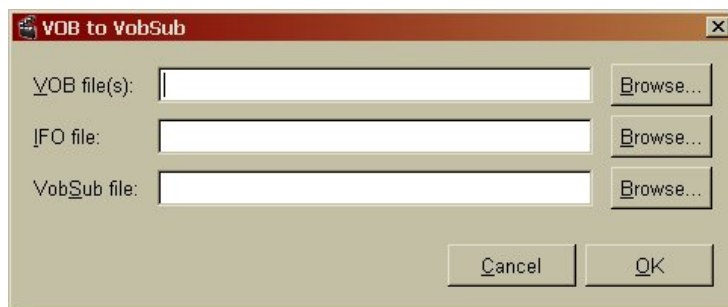 VOB to VobSub
VOB file(s): Browse...
IFO file: Browse...
VobSub file: Browse...
Cancel OK